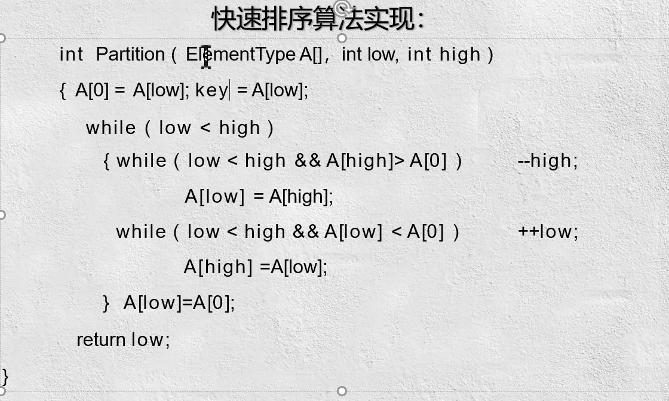 快速排序算法实现：
int Partition ( ElementType A[], int low, int high )
{ A[0] = A[low]; key = A[low];
while ( low < high )
{ while ( low < high && A[high]> A[0] ) --high;
A[low] = A[high];
while ( low < high && A[low] < A[0] ) ++low;
A[high] =A[low];
} A[low]=A[0];
return low;
}